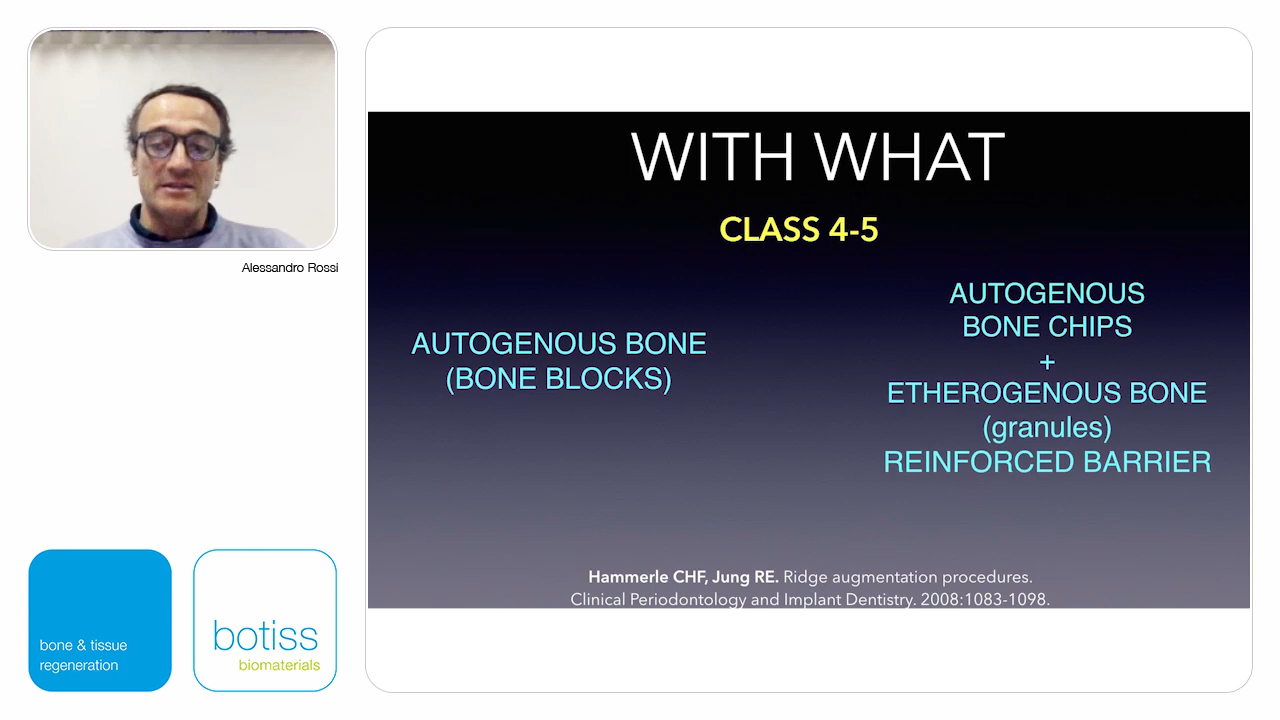 Alessandro Rossi
bone & tissue
regeneration
botiss
biomaterials
WITH WHAT
CLASS 4-5
AUTOGENOUS BONE
(BONE BLOCKS)
AUTOGENOUS
BONE CHIPS
+
ETHEROGENOUS BONE
(granules)
REINFORCED BARRIER
Hammerle CHF, Jung RE. Ridge augmentation procedures.
Clinical Periodontology and Implant Dentistry. 2008:1083-1098.